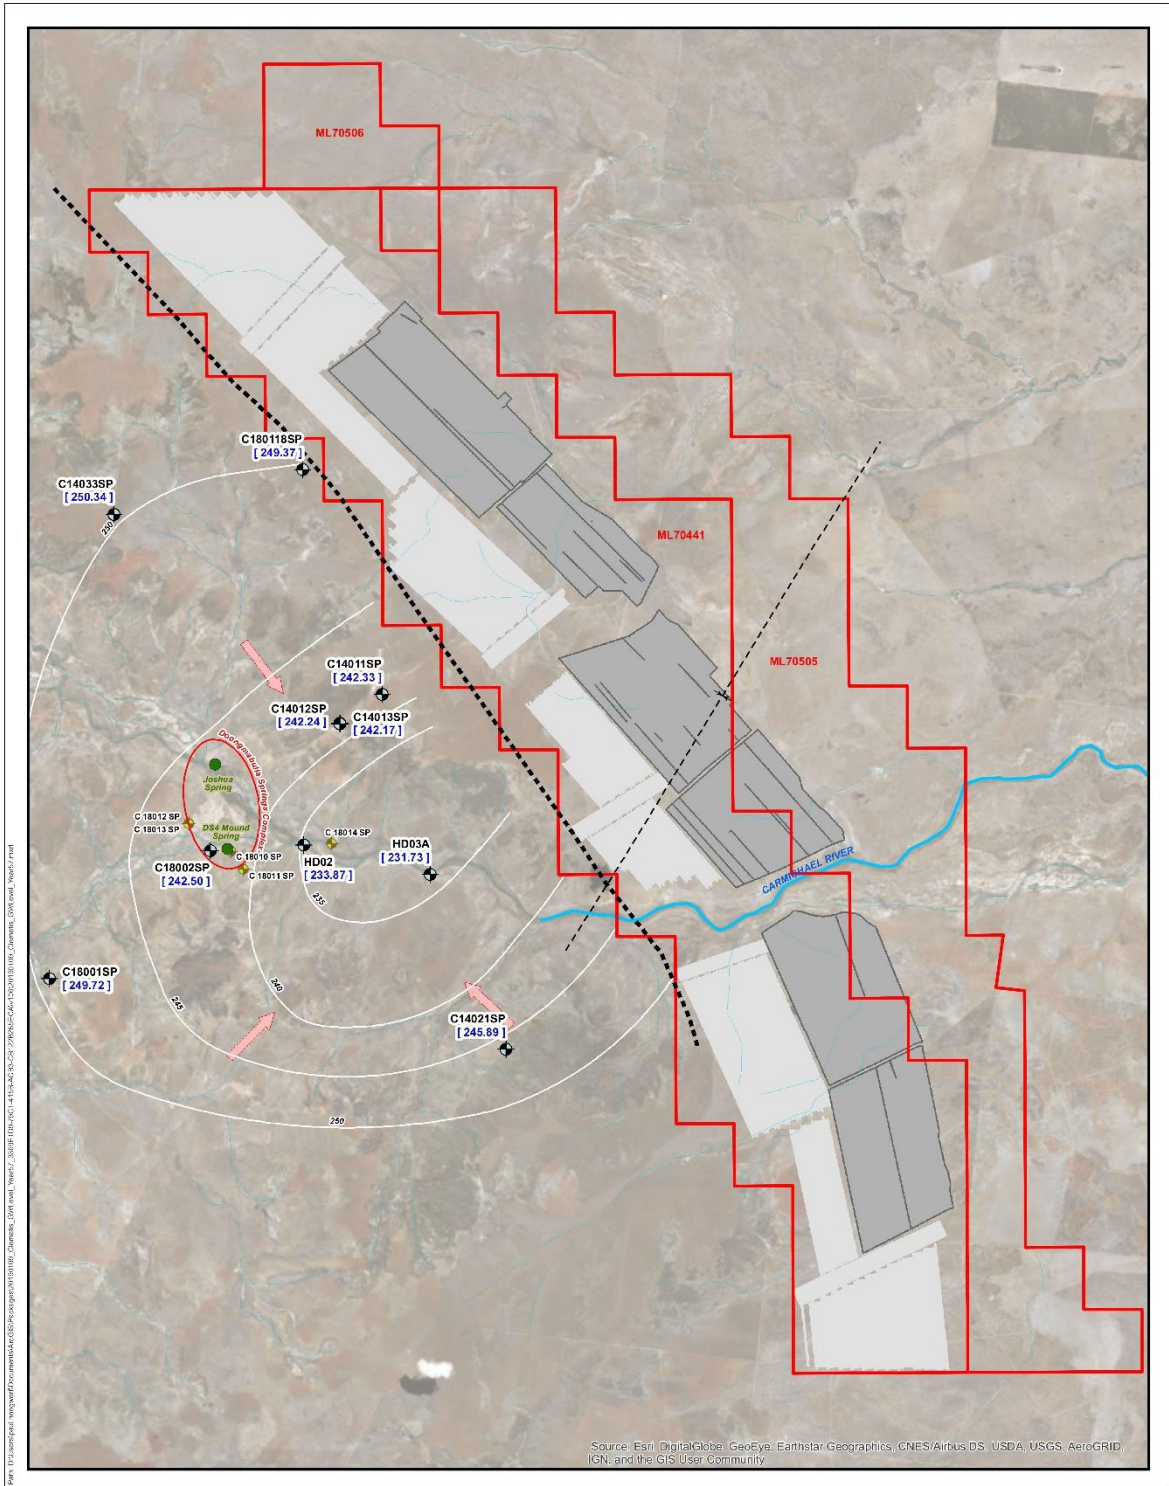 ML70506
C180118SP
[ 249.37 ]
C14033SP
[ 250.34 ]
250
ML70441
ML70505
C14011SP
[ 242.33 ]
C14012SP
[ 242.24 ]
C14013SP
[ 242.17 ]
Doongmabulla Springs Complex
Joshua
Spring
C 18012 SP
C 18013 SP
DS4 Mound
Spring
C 18010 SP
C 18011 SP
C18002SP
[ 242.50 ]
C 18014 SP
HD02
[ 233.87 ]
HD03A
[ 231.73 ]
CARMICHAEL RIVER
235
240
245
C18001SP
[ 249.72 ]
C14021SP
[ 245.89 ]
250
Source: Esri, DigitalGlobe, GeoEye, Earthstar Geographics, CNES/Airbus DS, USDA, USGS, AeroGRID,
IGN, and the GIS User Community